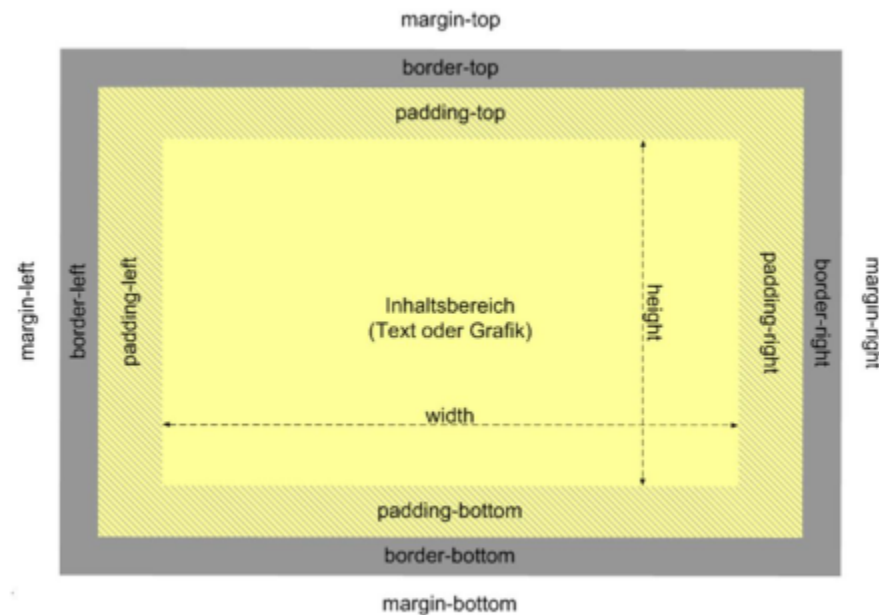 margin-top
border-top
padding-top
margin-left
border-left
padding-left
Inhaltsbereich
(Text oder Grafik)
height
padding-right
border-right
margin-right
width
padding-bottom
border-bottom
margin-bottom